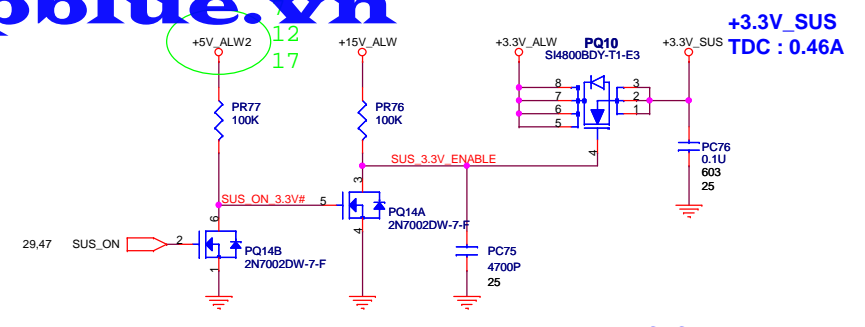 pblue.vn
+3.3V_SUS
TDC : 0.46A
+5V_ALW2
12
17
+15V_ALW
+3.3V_ALW
PQ10
SI4800BDY-T1-E3
+3.3V_SUS
8
7
6
5
3
2
1
4
PR77
100K
PR76
100K
PC76
0.1U
603
25
SUS_3.3V_ENABLE
SUS_ON_3.3V#
5
3
4
PQ14A
2N7002DW-7-F
29,47
SUS_ON
2
6
1
PQ14B
2N7002DW-7-F
PC75
4700P
25